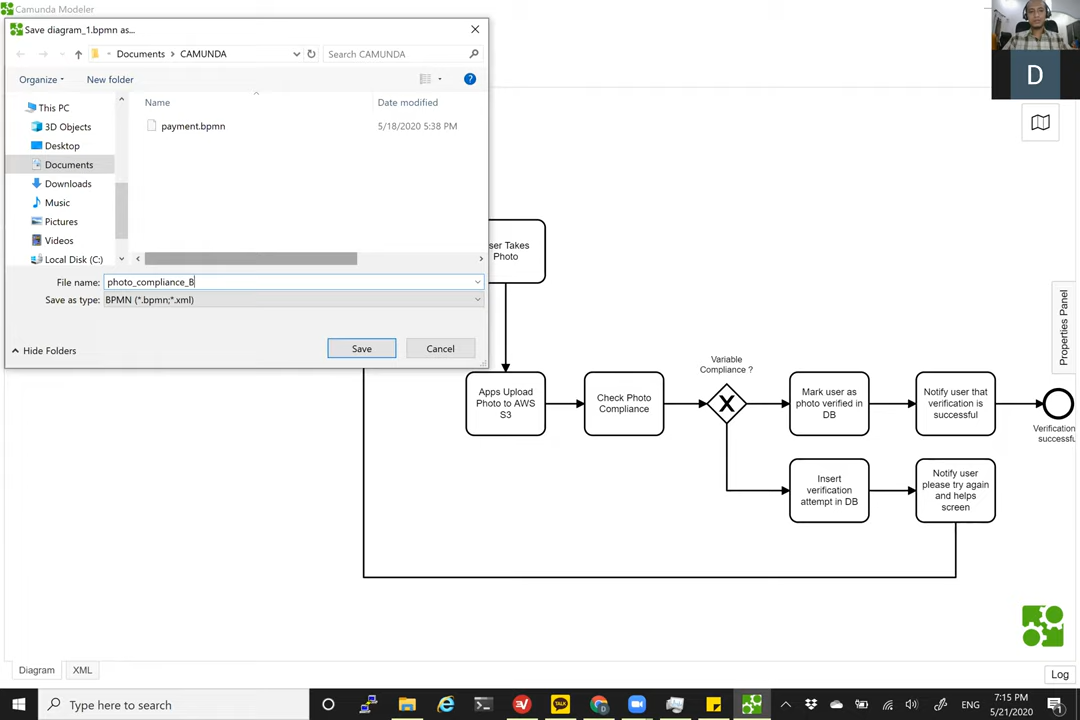 Camunda Modeler
Save diagram_1.bpmn as...
Documents
CAMUNDA
Search CAMUNDA
Organize
New folder
?
This PC
3D Objects
Desktop
Documents
Downloads
Music
Pictures
Videos
Local Disk (C:)
Name
Date modified
payment.bpmn
5/18/2020 5:38 PM
File name:
photo_compliance_B
Save as type:
BPMN (*.bpmn;*.xml)
Hide Folders
Save
Cancel
D
Properties Panel
ser Takes
Photo
Apps Upload
Photo to AWS
S3
Check Photo
Compliance
Variable
Compliance ?
X
Mark user as
photo verified in
DB
Notify user that
verification is
successful
Verification
successfu
Insert
verification
attempt in DB
Notify user
please try again
and helps
screen
Diagram
XML
Log
Type here to search
TALK
ENG
7:15 PM
5/21/2020
1